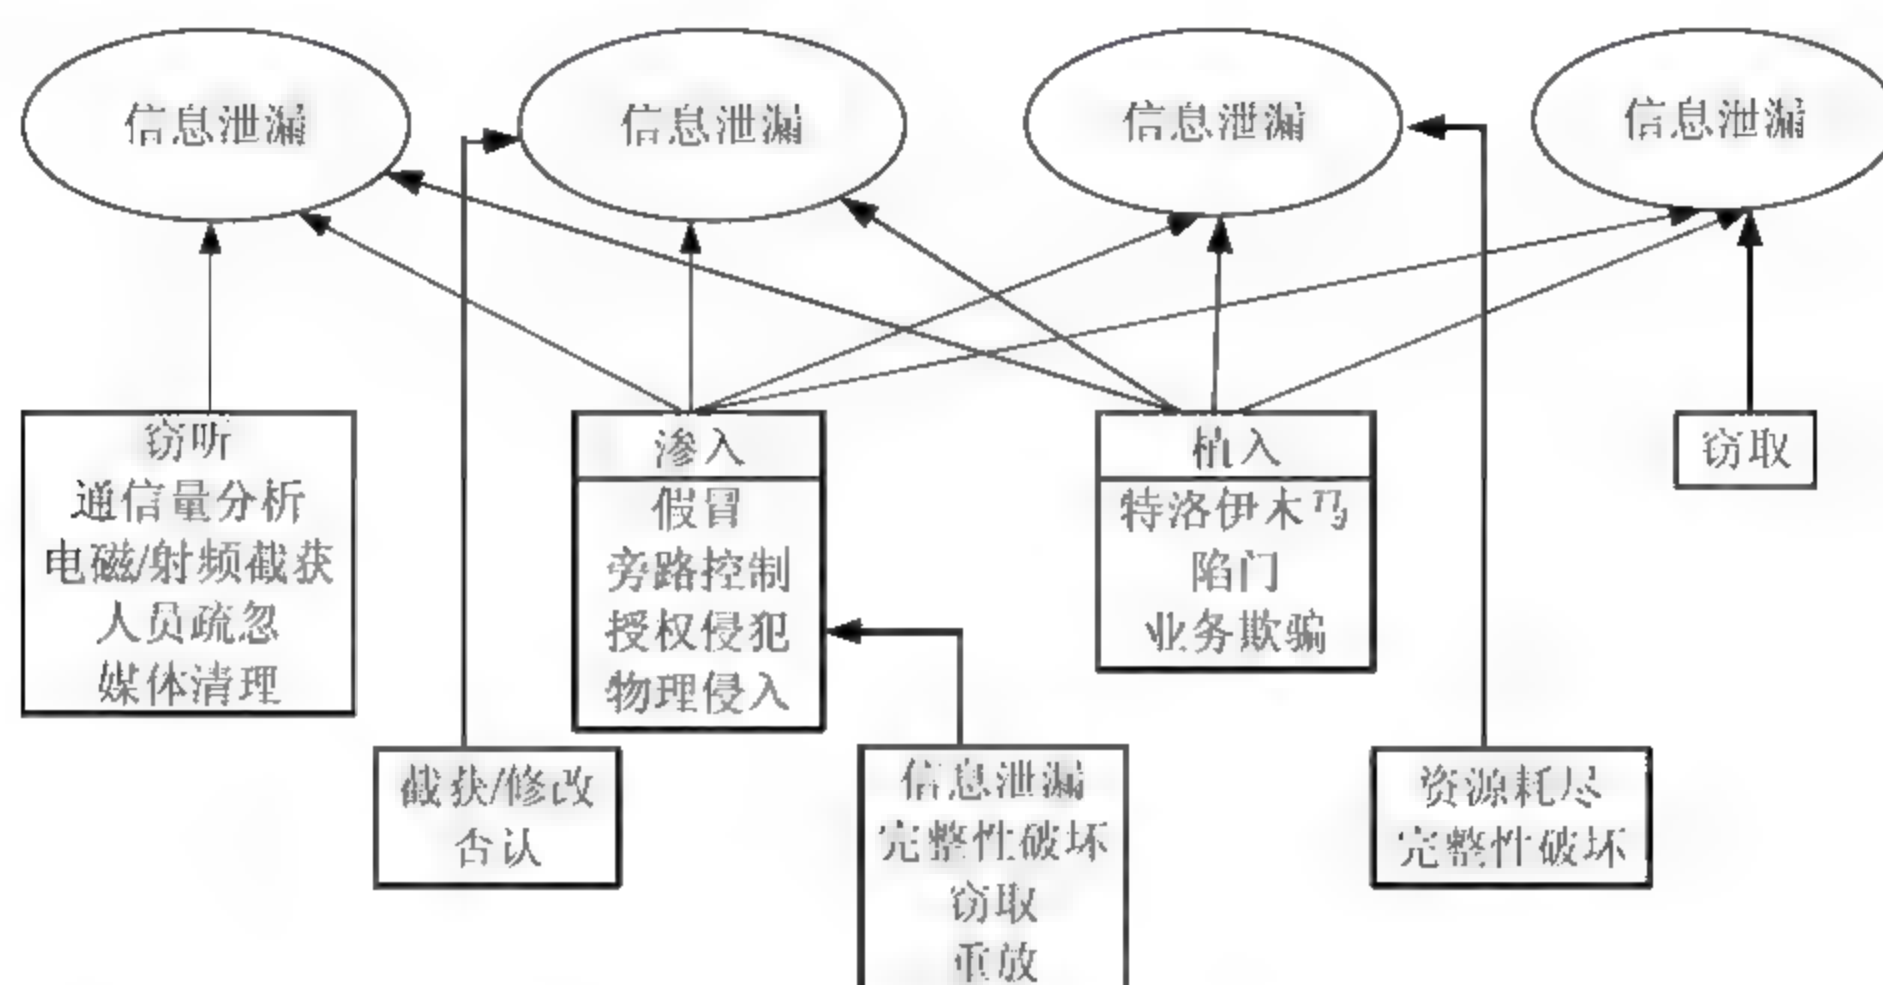 信息泄漏
信息泄漏
信息泄漏
信息泄漏
窃听
通信量分析
电磁/射频截获
人员疏忽
媒体清理
渗入
假冒
旁路控制
授权侵犯
物理侵入
植入
特洛伊木马
陷门
业务欺骗
窃取
截获/修改
否认
信息泄漏
完整性破坏
窃取
重放
资源耗尽
完整性破坏